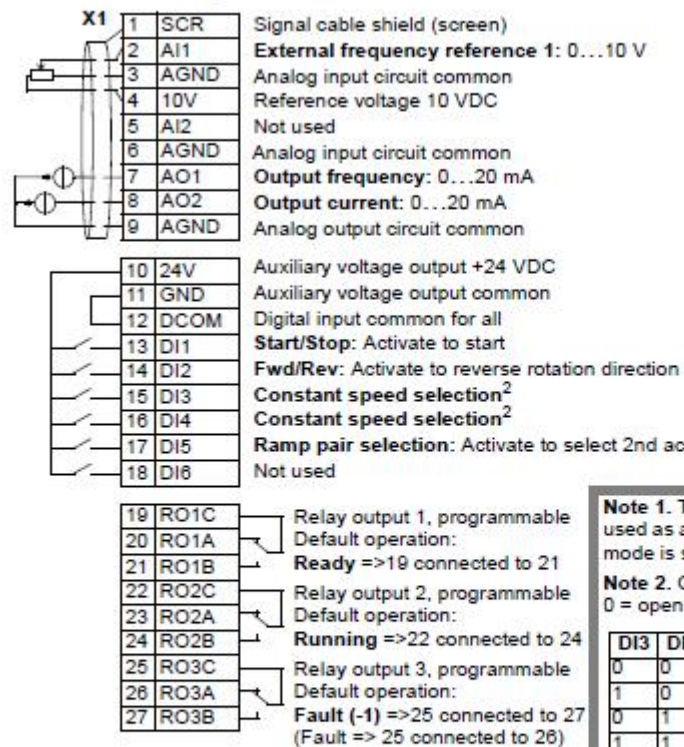 X1
1 SCR Signal cable shield (screen)
2 AI1 External frequency reference 1: 0…10 V
3 AGND Analog input circuit common
4 10V Reference voltage 10 VDC
5 AI2 Not used
6 AGND Analog input circuit common
7 AO1 Output frequency: 0…20 mA
8 AO2 Output current: 0…20 mA
9 AGND Analog output circuit common
10 24V Auxiliary voltage output +24 VDC
11 GND Auxiliary voltage output common
12 DCOM Digital input common for all
13 DI1 Start/Stop: Activate to start
14 DI2 Fwd/Rev: Activate to reverse rotation direction
15 DI3 Constant speed selection²
16 DI4 Constant speed selection²
17 DI5 Ramp pair selection: Activate to select 2nd ac
18 DI6 Not used
19 RO1C Relay output 1, programmable
20 RO1A Default operation:
21 RO1B Ready =>19 connected to 21
22 RO2C Relay output 2, programmable
23 RO2A Default operation:
24 RO2B Running =>22 connected to 24
25 RO3C Relay output 3, programmable
26 RO3A Default operation:
27 RO3B Fault (-1) =>25 connected to 27
(Fault => 25 connected to 26)
Note 1. T
used as a
mode is s
Note 2. C
0 = open
DI3 DI
0 0
1 0
0 1
1 1